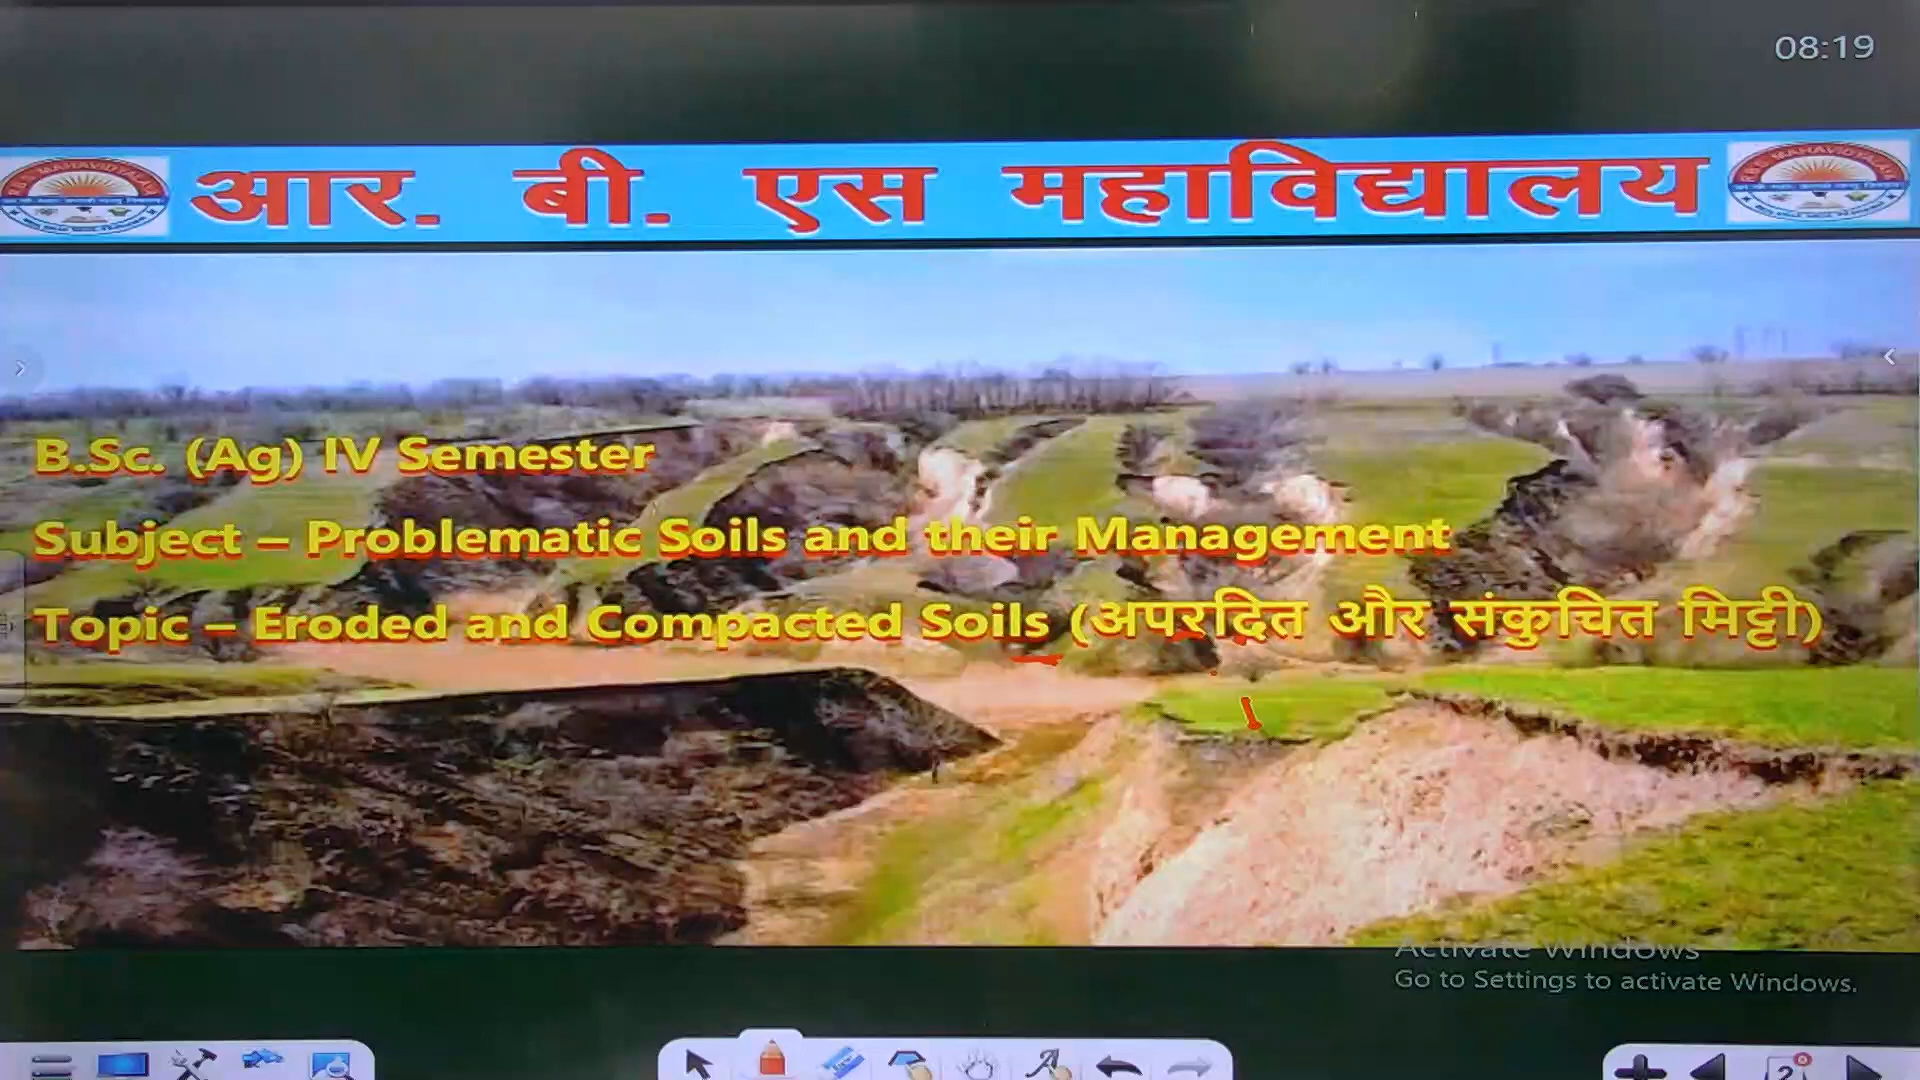 08:19
आर. बी. एस महाविद्यालय
B.Sc. (Ag) IV Semester
Subject – Problematic Soils and their Management
Topic – Eroded and Compacted Soils (अपरदित और संकुचित मिट्टी)
Activate Windows
Go to Settings to activate Windows.
2